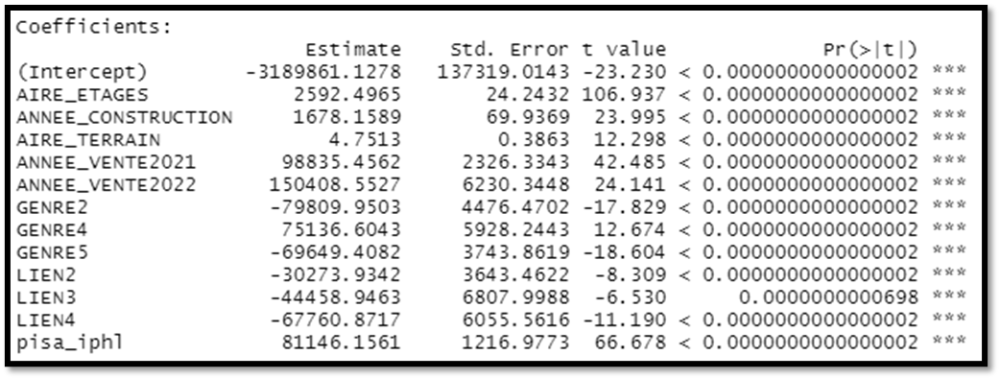 Coefficients:
Estimate Std. Error t value Pr(>|t|)
(Intercept) -3189861.1278 137319.0143 -23.230 < 0.0000000000000002 ***
AIRE_ETAGES 2592.4965 24.2432 106.937 < 0.0000000000000002 ***
ANNEE_CONSTRUCTION 1678.1589 69.9369 23.995 < 0.0000000000000002 ***
AIRE_TERRAIN 4.7513 0.3863 12.298 < 0.0000000000000002 ***
ANNEE_VENTE2021 98835.4562 2326.3343 42.485 < 0.0000000000000002 ***
ANNEE_VENTE2022 150408.5527 6230.3448 24.141 < 0.0000000000000002 ***
GENRE2 -79809.9503 4476.4702 -17.829 < 0.0000000000000002 ***
GENRE4 75136.6043 5928.2443 12.674 < 0.0000000000000002 ***
GENRE5 -69649.4082 3743.8619 -18.604 < 0.0000000000000002 ***
LIEN2 -30273.9342 3643.4622 -8.309 < 0.0000000000000002 ***
LIEN3 -44458.9463 6807.9988 -6.530 0.0000000000698 ***
LIEN4 -67760.8717 6055.5616 -11.190 < 0.0000000000000002 ***
pisa_iphl 81146.1561 1216.9773 66.678 < 0.0000000000000002 ***